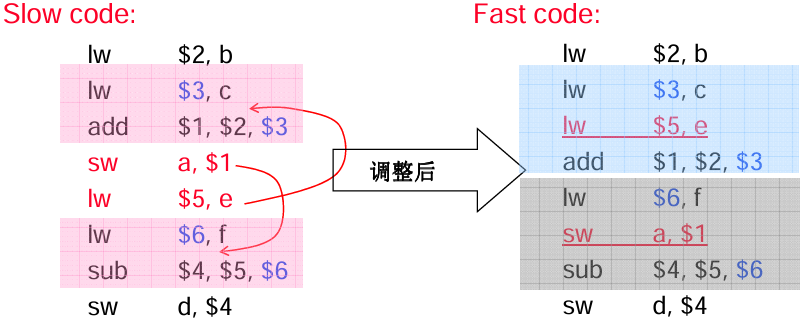 Slow code:
lw $2, b
lw $3, c
add $1, $2, $3
sw a, $1
lw $5, e
lw $6, f
sub $4, $5, $6
sw d, $4
调整后
Fast code:
lw $2, b
lw $3, c
lw $5, e
add $1, $2, $3
lw $6, f
sw a, $1
sub $4, $5, $6
sw d, $4